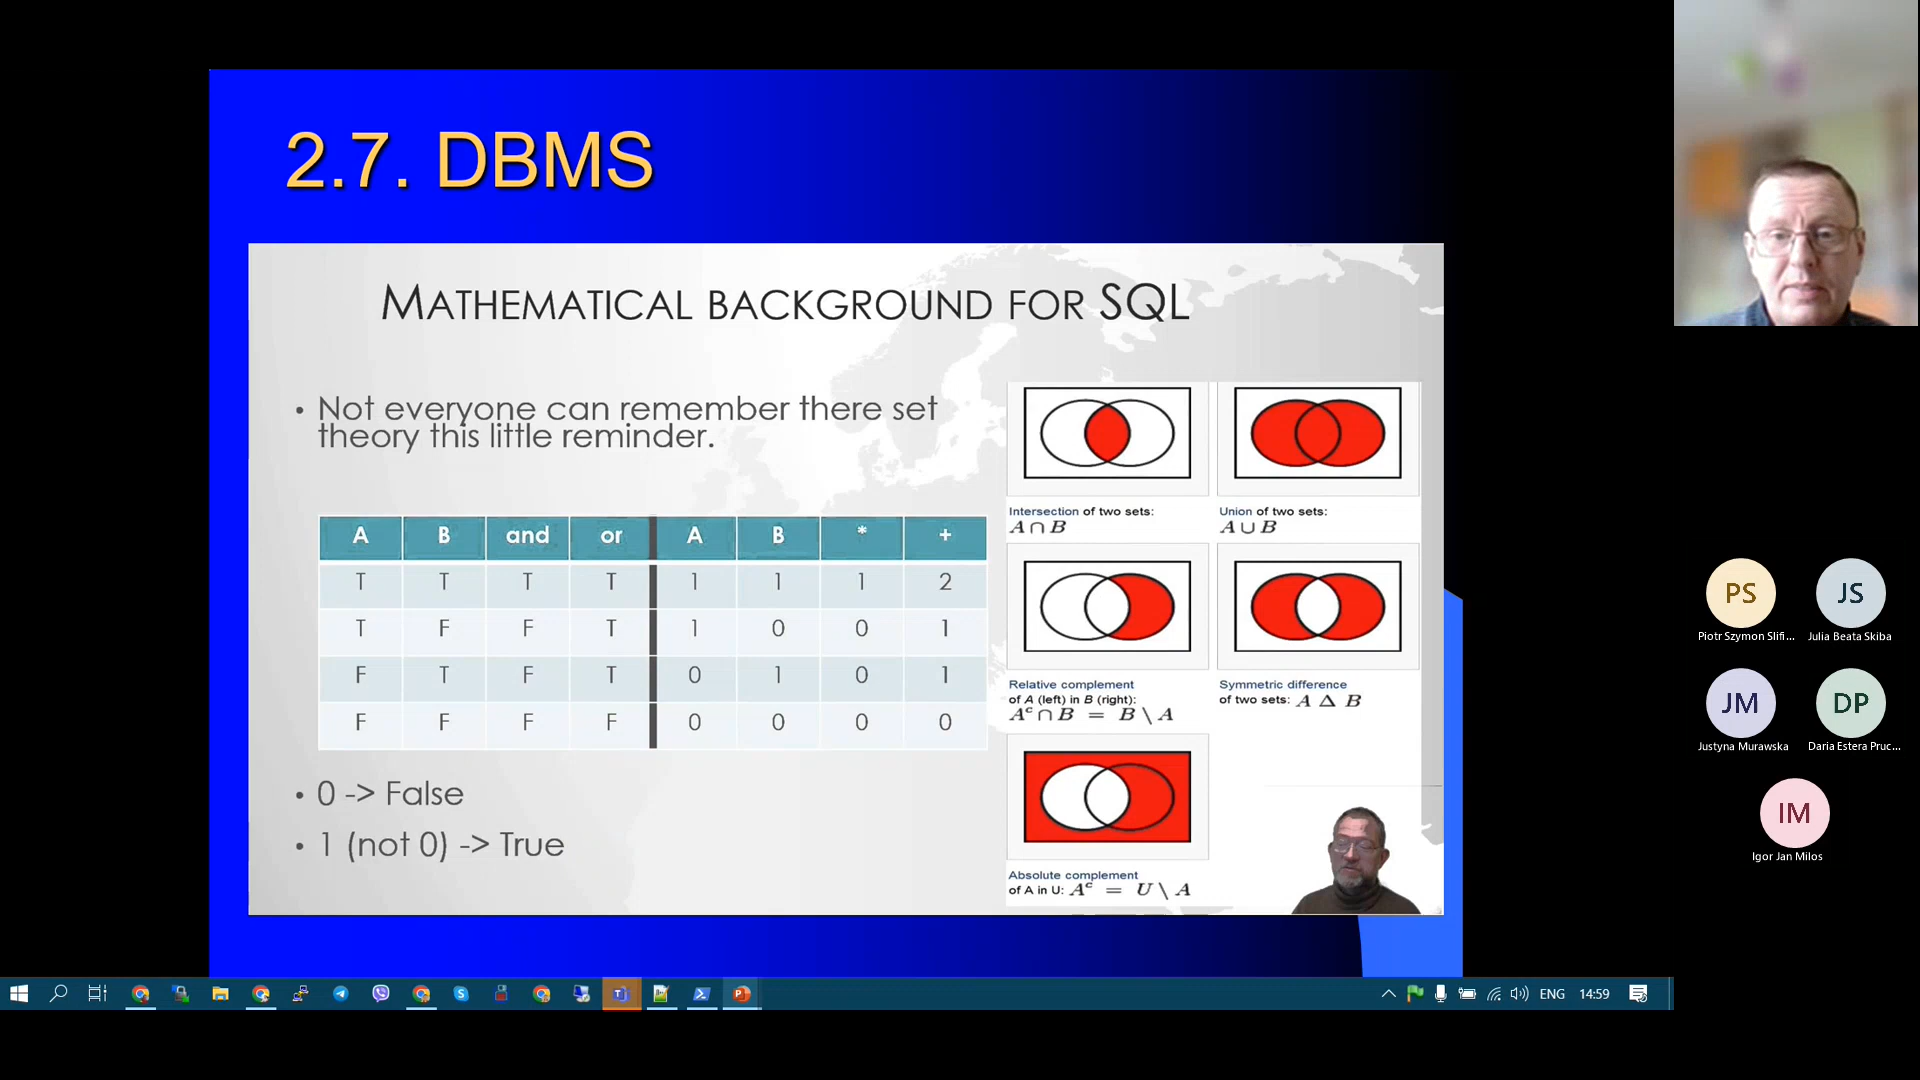 2.7. DBMS
MATHEMATICAL BACKGROUND FOR SQL
• Not everyone can remember there set
theory this little reminder.
A B and or A B * +
T T T T 1 1 1 2
T F F T 1 0 0 1
F T F T 0 1 0 1
F F F F 0 0 0 0
• 0 -> False
• 1 (not 0) -> True
Intersection of two sets:
A ∩ B
Union of two sets:
A ∪ B
Relative complement
of A (left) in B (right):
Aᶜ ∩ B = B \ A
Symmetric difference
of two sets: A Δ B
Absolute complement
of A in U: Aᶜ = U \ A
PS
Piotr Szymon Slifi...
JS
Julia Beata Skiba
JM
Justyna Murawska
DP
Daria Estera Pruc...
IM
Igor Jan Milos
ENG 14:59